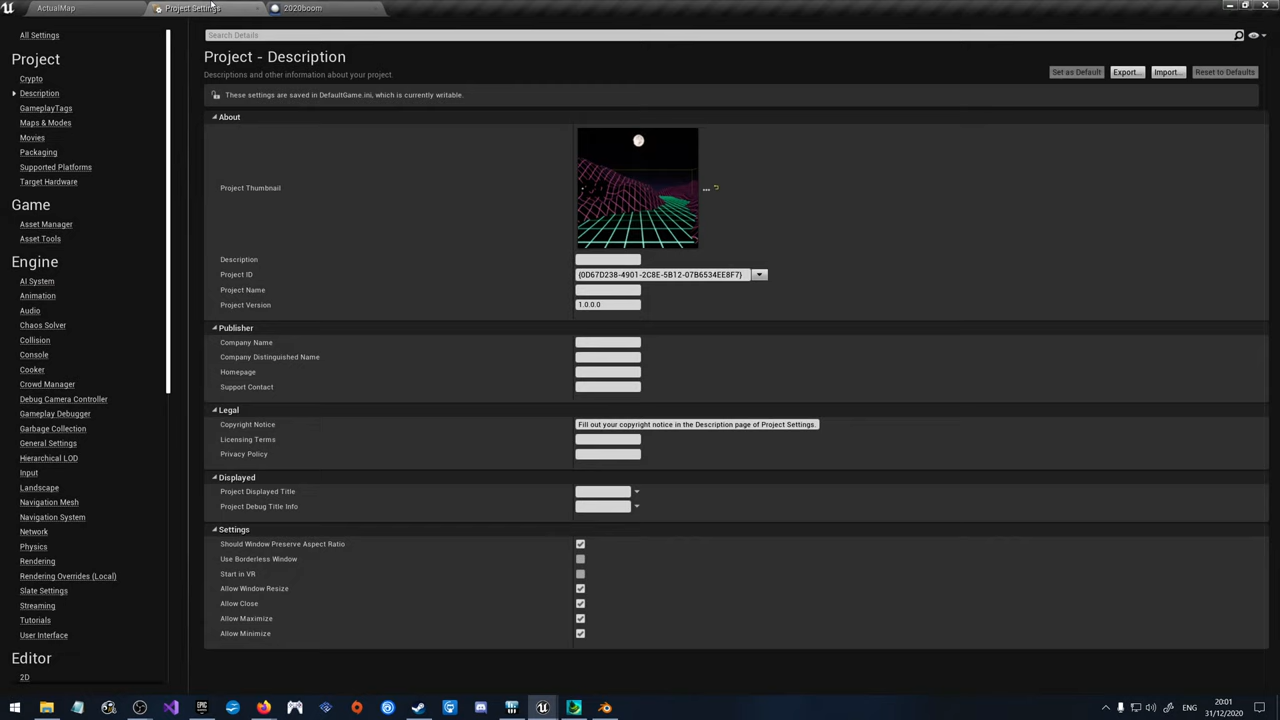 ActualMap
Project Settings
2020boom
All Settings
Project
Crypto
Description
GameplayTags
Maps & Modes
Movies
Packaging
Supported Platforms
Target Hardware
Game
Asset Manager
Asset Tools
Engine
AI System
Animation
Audio
Chaos Solver
Collision
Console
Cooker
Crowd Manager
Debug Camera Controller
Gameplay Debugger
Garbage Collection
General Settings
Hierarchical LOD
Input
Landscape
Navigation Mesh
Navigation System
Network
Physics
Rendering
Rendering Overrides (Local)
Slate Settings
Streaming
Tutorials
User Interface
Editor
2D
Search Details
Project - Description
Descriptions and other information about your project.
Set as Default
Export...
Import...
Reset to Defaults
These settings are saved in DefaultGame.ini, which is currently writable.
About
Project Thumbnail
...
Description
Project ID
{0D67D238-4901-2C8E-5B12-07B6534EE8F7}
Project Name
Project Version
1.0.0.0
Publisher
Company Name
Company Distinguished Name
Homepage
Support Contact
Legal
Copyright Notice
Fill out your copyright notice in the Description page of Project Settings.
Licensing Terms
Privacy Policy
Displayed
Project Displayed Title
Project Debug Title Info
Settings
Should Window Preserve Aspect Ratio
Use Borderless Window
Start in VR
Allow Window Resize
Allow Close
Allow Maximize
Allow Minimize
ENG
20:01
31/12/2020